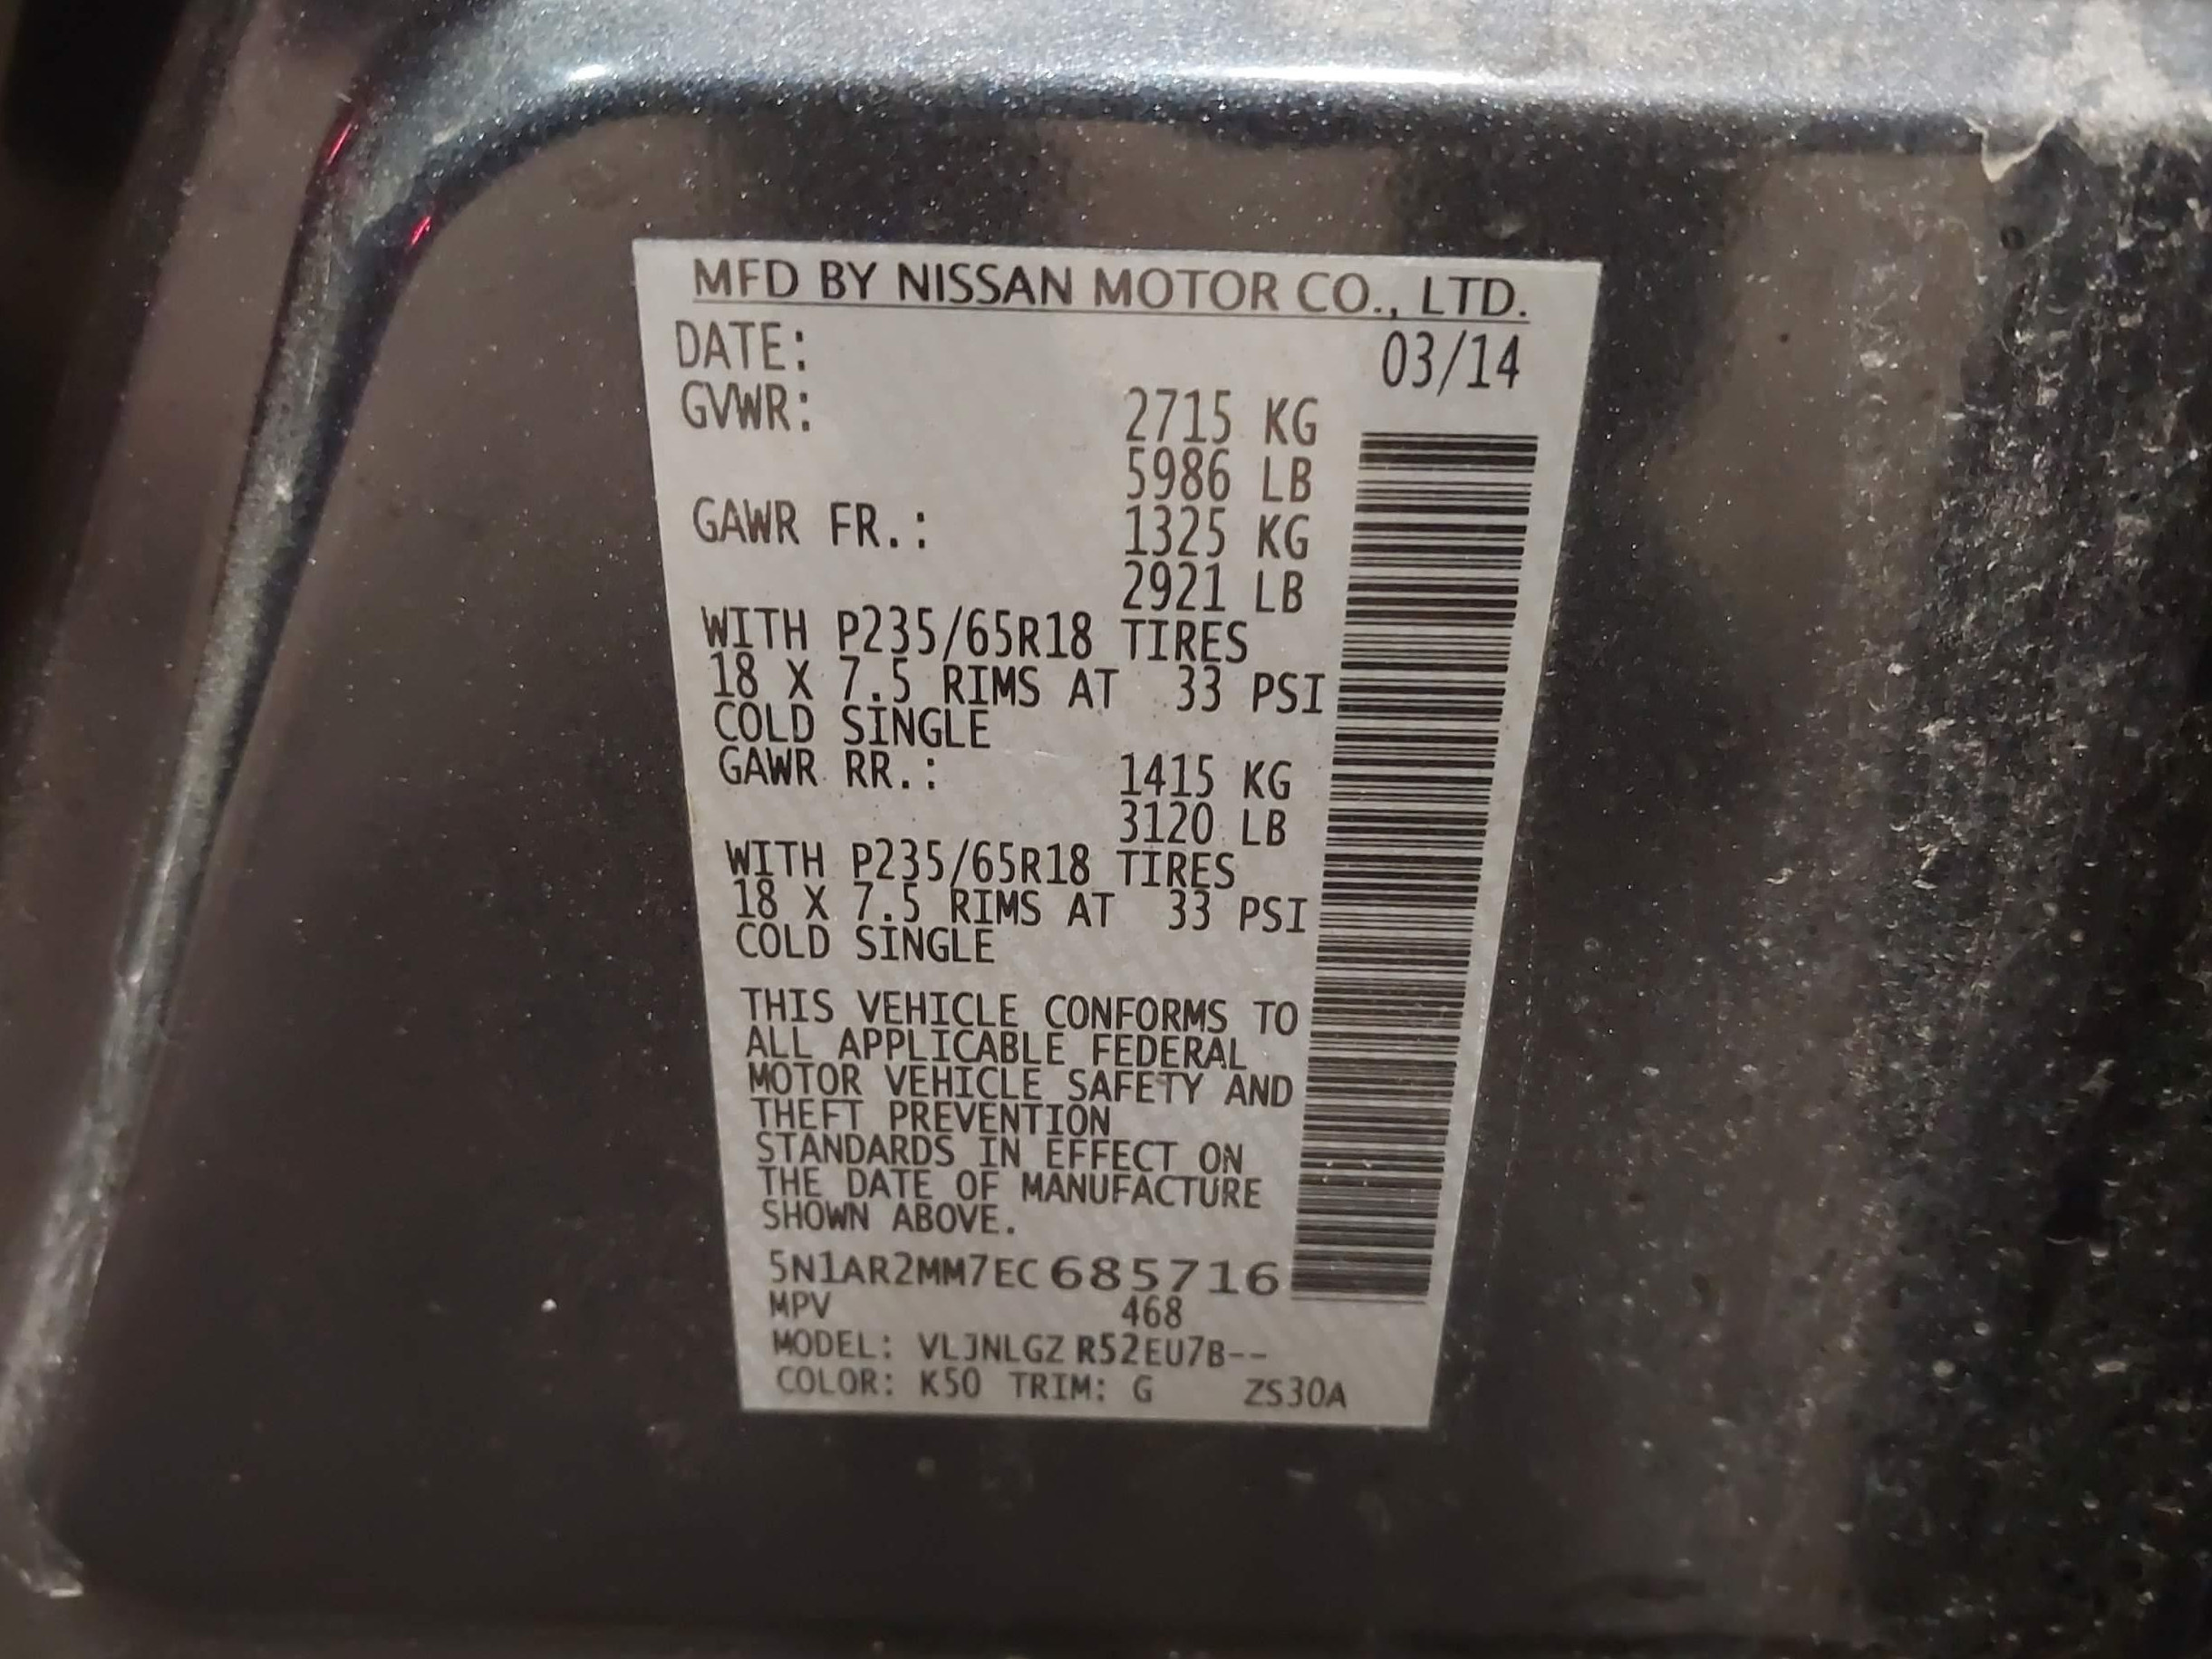 MFD BY NISSAN MOTOR CO., LTD.
DATE: 03/14
GVWR: 2715 KG
5986 LB
GAWR FR.: 1325 KG
2921 LB
WITH P235/65R18 TIRES
18 X 7.5 RIMS AT 33 PSI
COLD SINGLE
GAWR RR.: 1415 KG
3120 LB
WITH P235/65R18 TIRES
18 X 7.5 RIMS AT 33 PSI
COLD SINGLE
THIS VEHICLE CONFORMS TO
ALL APPLICABLE FEDERAL
MOTOR VEHICLE SAFETY AND
THEFT PREVENTION
STANDARDS IN EFFECT ON
THE DATE OF MANUFACTURE
SHOWN ABOVE.
5N1AR2MM7EC685716
MPV 468
MODEL: VLJNLGZ R52EU7B--
COLOR: K50 TRIM: G ZS30A